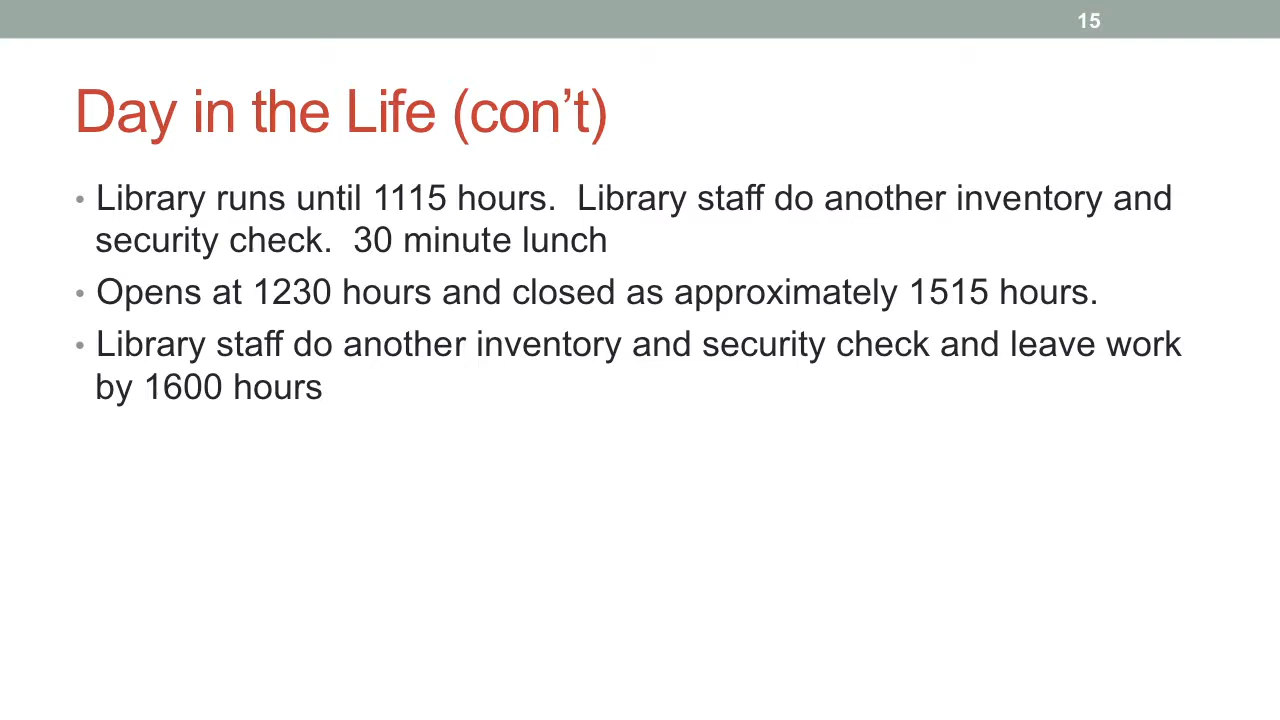 15
Day in the Life (con’t)
• Library runs until 1115 hours.  Library staff do another inventory and
security check.  30 minute lunch
• Opens at 1230 hours and closed as approximately 1515 hours.
• Library staff do another inventory and security check and leave work
by 1600 hours